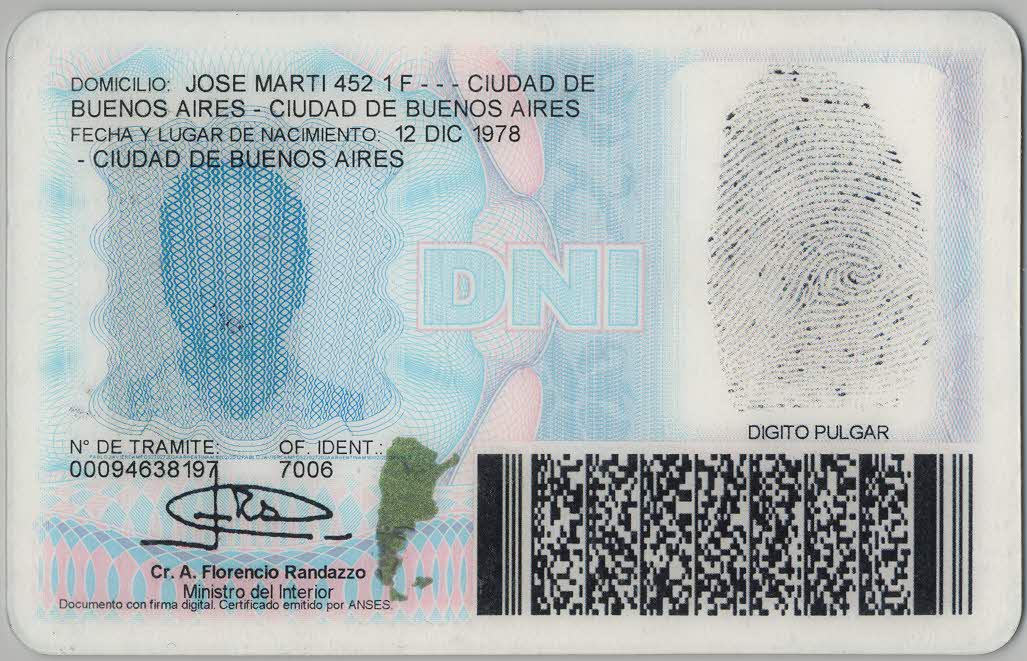 DOMICILIO: JOSE MARTI 452 1 F - - - CIUDAD DE
BUENOS AIRES - CIUDAD DE BUENOS AIRES
FECHA Y LUGAR DE NACIMIENTO: 12 DIC 1978
- CIUDAD DE BUENOS AIRES
DNI
DIGITO PULGAR
N° DE TRAMITE: OF. IDENT.:
00094638197 7006
Cr. A. Florencio Randazzo
Ministro del Interior
Documento con firma digital. Certificado emitido por ANSES.